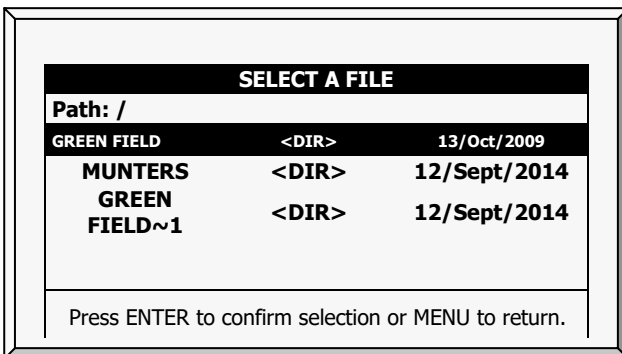 SELECT A FILE
Path: /
GREEN FIELD <DIR> 13/Oct/2009
MUNTERS <DIR> 12/Sept/2014
GREEN FIELD~1 <DIR> 12/Sept/2014
Press ENTER to confirm selection or MENU to return.